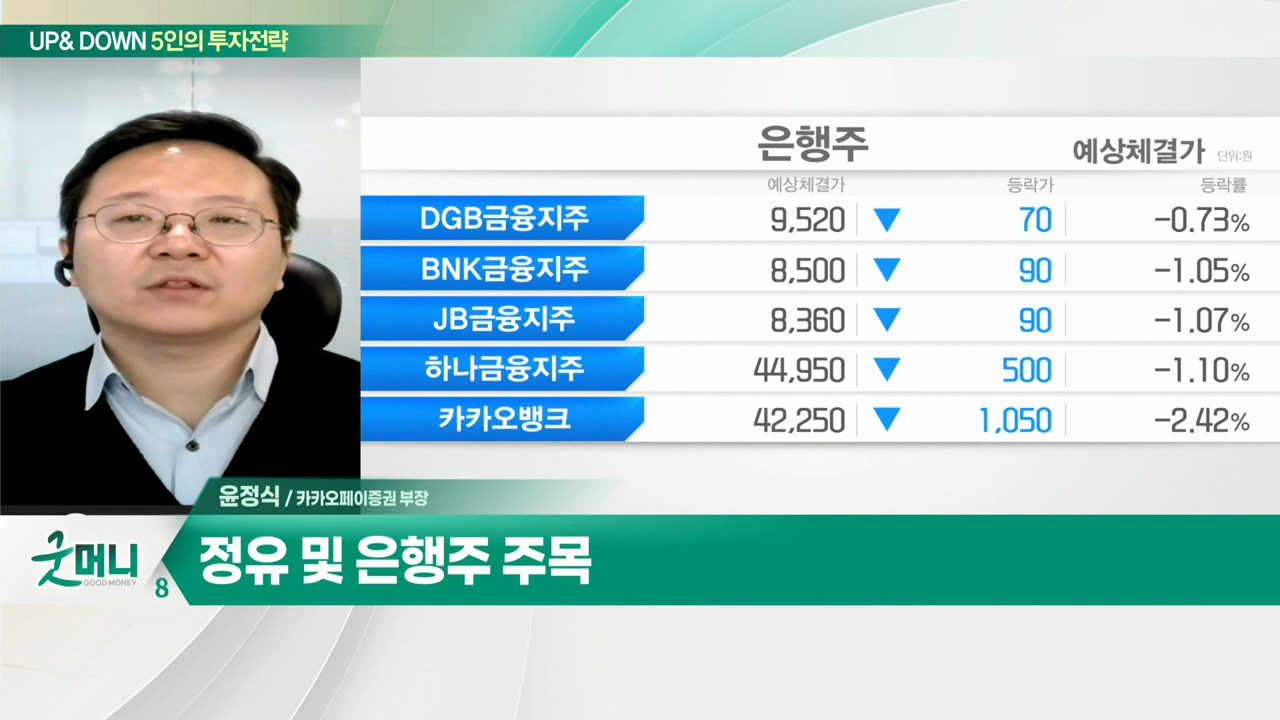 UP& DOWN 5인의 투자전략
은행주
예상체결가 단위:원
예상체결가 등락가 등락률
DGB금융지주 9,520 ▼ 70 -0.73%
BNK금융지주 8,500 ▼ 90 -1.05%
JB금융지주 8,360 ▼ 90 -1.07%
하나금융지주 44,950 ▼ 500 -1.10%
카카오뱅크 42,250 ▼ 1,050 -2.42%
윤정식 / 카카오페이증권 부장
굿머니
GOOD MONEY
8
정유 및 은행주 주목